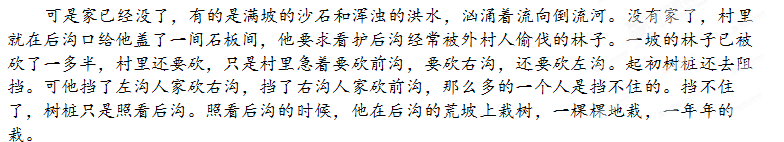 可是家已经没了，有的是满坡的沙石和浑浊的洪水，汹涌着流向倒流河。没有家了，村里
就在后沟口给他盖了一间石板间，他要求看护后沟经常被外村人偷伐的林子。一坡的林子已被
砍了一多半，村里还要砍，只是村里急着要砍前沟，要砍右沟，还要砍左沟。起初树桩还去阻
挡。可他挡了左沟人家砍右沟，挡了右沟人家砍前沟，那么多的一个人是挡不住的。挡不住
了，树桩只是照看后沟。照看后沟的时候，他在后沟的荒坡上栽树，一棵棵地栽，一年年的
栽。